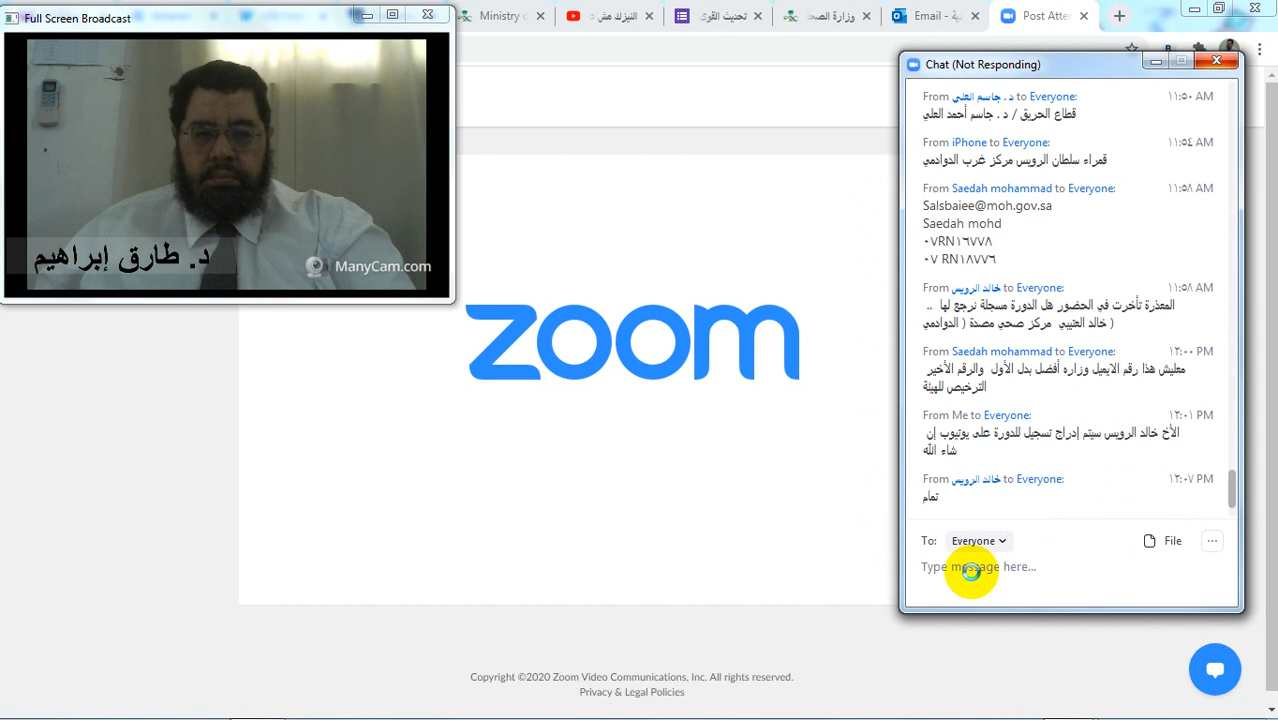 Full Screen Broadcast
د. طارق إبراهيم
ManyCam.com
Ministry c
النيزك مش ع
تحديث القرى
وزارة الصحا
Email -
Post Atte
zoom
Copyright ©2020 Zoom Video Communications, Inc. All rights reserved.
Privacy & Legal Policies
Chat (Not Responding)
From د . جاسم العلي to Everyone: ١١:٥٠ AM
قطاع الحريق / د . جاسم أحمد العلي
From iPhone to Everyone: ١١:٥٤ AM
قمراء سلطان الرويس مركز غرب الدوادمي
From Saedah mohammad to Everyone: ١١:٥٨ AM
Salsbaiee@moh.gov.sa
Saedah mohd
٠٧RN١٦٧٧٨
٠٧ RN١٨٧٧٦
From خالد الرويس to Everyone: ١١:٥٨ AM
المعذرة تأخرت في الحضور هل الدورة مسجلة نرجع لها ..
( خالد العتيبي مركز صحي مصدة ( الدوادمي
From Saedah mohammad to Everyone: ١٢:٠٠ PM
معليش هذا رقم الايميل وزاره أفضل بدل الأول والرقم الأخير
الترخيص للهيئة
From Me to Everyone: ١٢:٠١ PM
الأخ خالد الرويس سيتم إدراج تسجيل للدورة على يوتيوب إن
شاء الله
From خالد الرويس to Everyone: ١٢:٠٧ PM
تمام
To: Everyone File
Type message here...